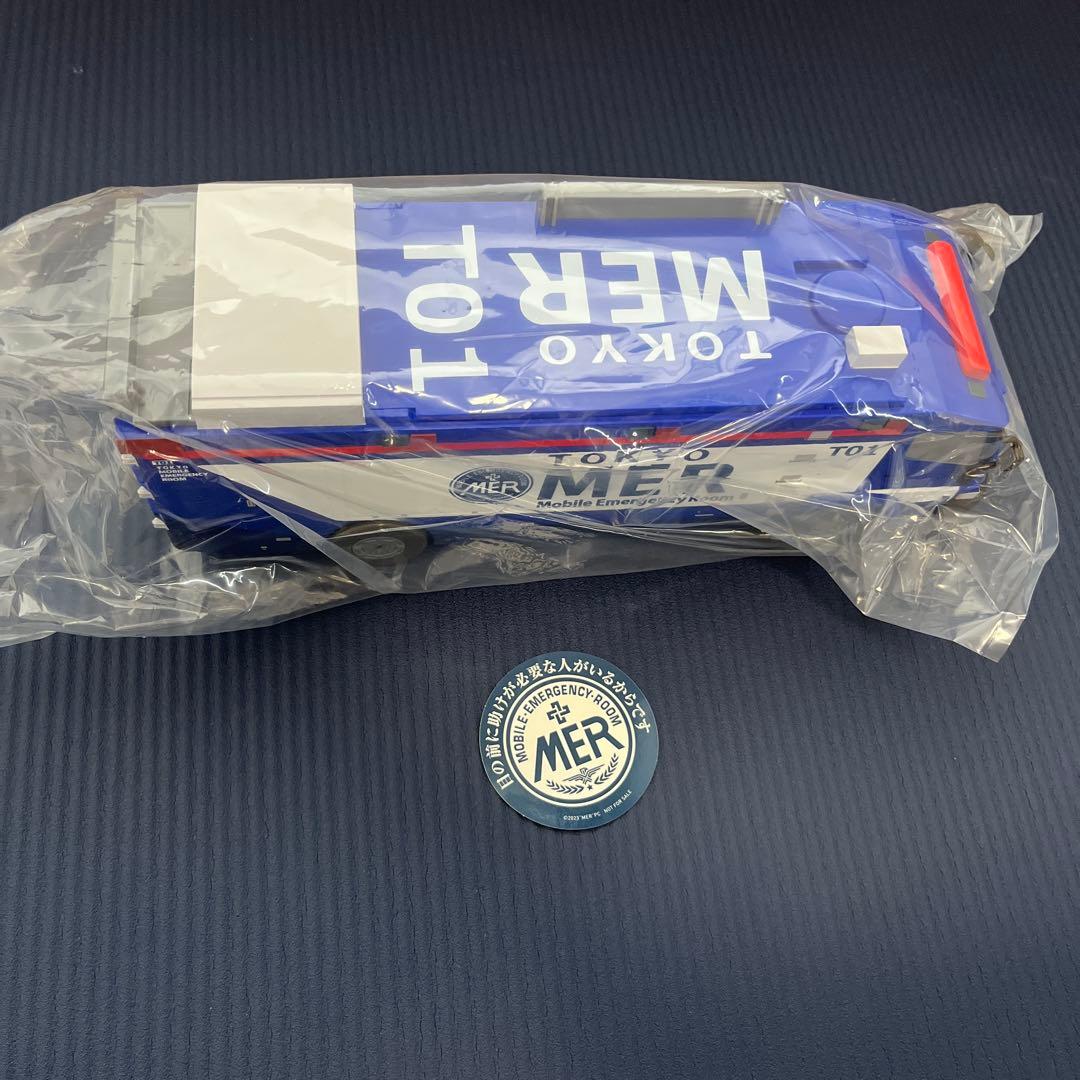 TOKYO
MER
T01
TOKYO
MOBILE
EMERGENCY
ROOM
MER
TOKYO
MER
Mobile Emergency Room
T01
目の前に助けが必要な人がいるからです
MOBILE·EMERGENCY·ROOM
MER
©2023"MER"PC NOT FOR SALE